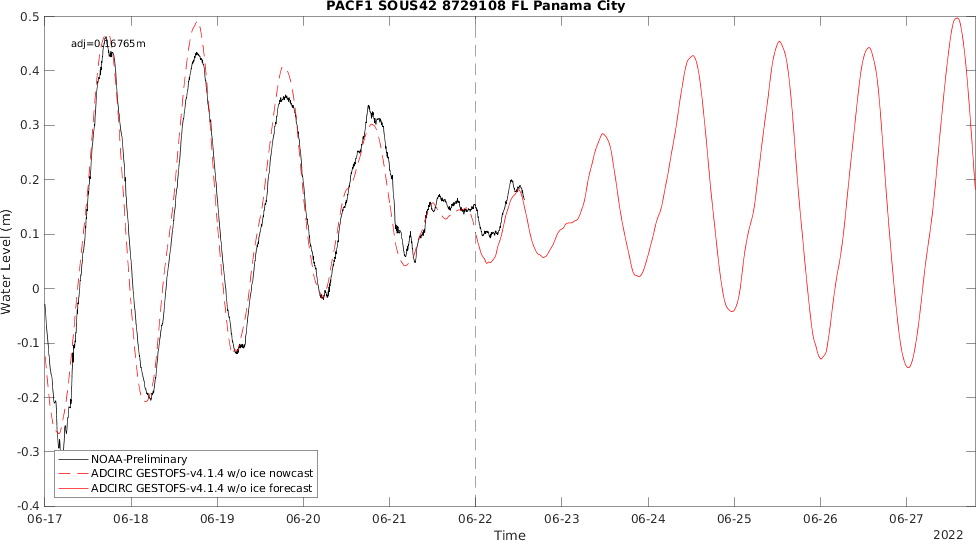 PACF1 SOUS42 8729108 FL Panama City
adj=0.16765m
Water Level (m)
0.5
0.4
0.3
0.2
0.1
0
-0.1
-0.2
-0.3
-0.4
NOAA-Preliminary
ADCIRC GESTOFS-v4.1.4 w/o ice nowcast
ADCIRC GESTOFS-v4.1.4 w/o ice forecast
06-17 06-18 06-19 06-20 06-21 06-22 06-23 06-24 06-25 06-26 06-27
Time
2022